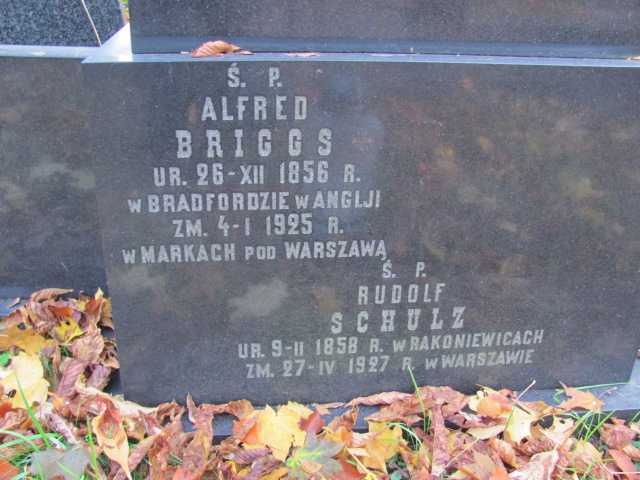 Ś. P.
ALFRED
BRIGGS
UR. 26-XII 1856 R.
W BRADFORDZIE W ANGLJI
ZM. 4-I 1925 R.
W MARKACH POD WARSZAWĄ
Ś. P.
RUDOLF
SCHULZ
UR. 9-II 1858 R. W RAKONIEWICACH
ZM. 27-IV 1927 R. W WARSZAWIE